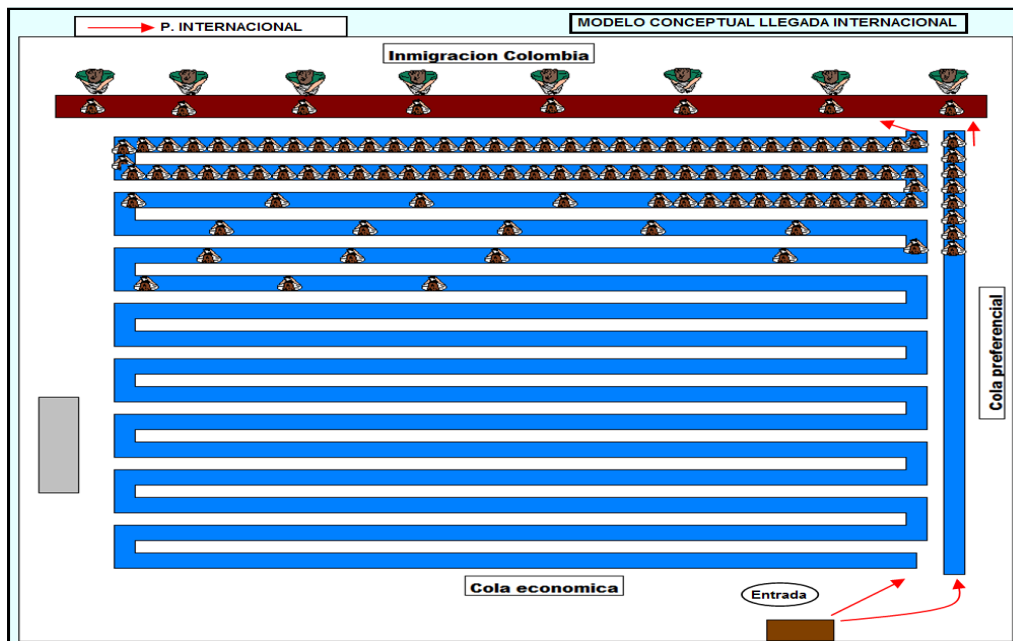 P. INTERNACIONAL
MODELO CONCEPTUAL LLEGADA INTERNACIONAL
Inmigracion Colombia
Cola preferencial
Cola economica
Entrada